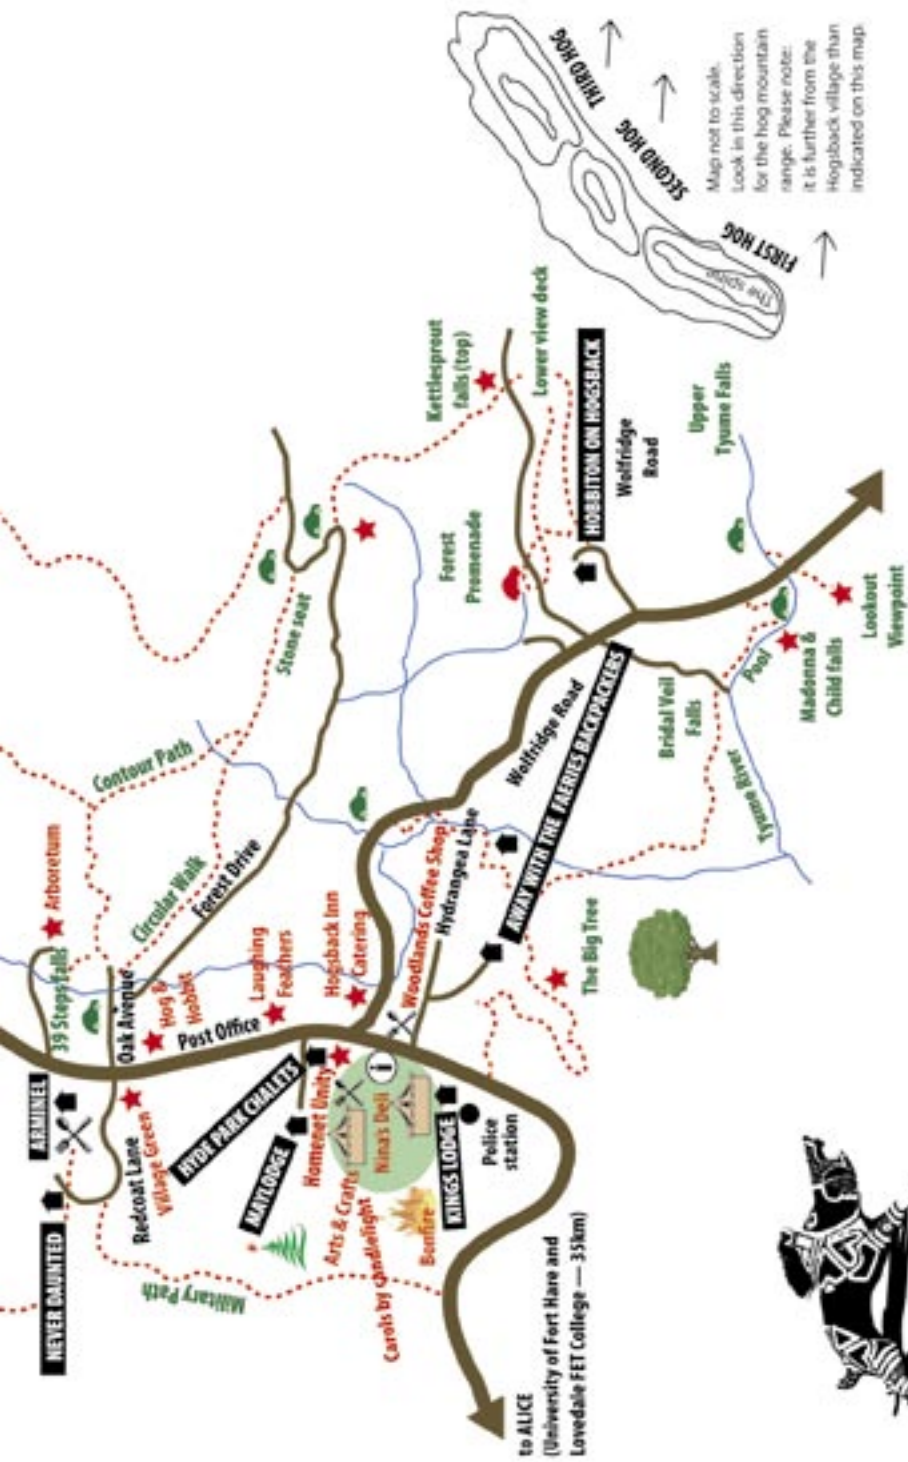 Map not to scale.
Look in this direction
for the hog mountain
range. Please note:
it is further from the
Hogsback village than
indicated on this map.
THIRD HOG
SECOND HOG
FIRST HOG
The spine
Kettlesprout
falls (top)
Lower view deck
HOBBITON ON HOGSBACK
Wolfridge
Road
Upper
Tyume Falls
Forest
Promenade
Stone seat
Lookout
Viewpoint
Madonna &
Child falls
Pool
Bridal Veil
Falls
Tyume River
Wolfridge Road
AWAY WITH THE FAERIES BACKPACKERS
Contour Path
Circular Walk
Forest Drive
Arboretum
39 Steps falls
Oak Avenue
Hog &
Hobbit
Post Office
Laughing
Feachers
Hogsback Inn
Catering
Woodlands Coffee Shop
Hydrangea Lane
The Big Tree
ARMINEL
NEVER DAUNTED
Redcoat Lane
Village Green
HYDE PARK CHALETS
MAYLODGE
Homenet Unity
i
Nina's Deli
KINGS LODGE
Police
station
Arts & Crafts
Carols by candlelight
Bonfire
Military Path
to ALICE
(University of Fort Hare and
Lovedale FET College — 35km)